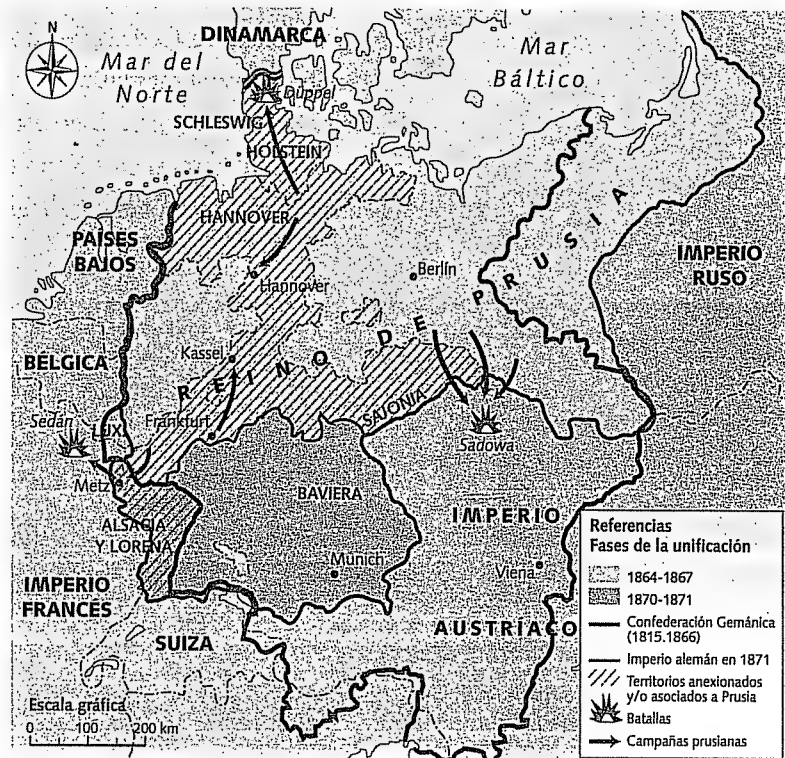 N
DINAMARCA
Mar del
Norte
Mar
Báltico
Düppel
SCHLESWIG
HOLSTEIN
HANNOVER
PAÍSES
BAJOS
Hannover
Berlín
REINO DE PRUSIA
IMPERIO
RUSO
BÉLGICA
Kassel
Sedán
LUX.
Frankfurt
SAJONIA
Sadowa
Metz
ALSACIA
Y LORENA
BAVIERA
IMPERIO
AUSTRÍACO
IMPERIO
FRANCÉS
Munich
Viena
SUIZA
Escala gráfica
0 100 200 km
Referencias
Fases de la unificación
1864-1867
1870-1871
Confederación Gemánica
(1815.1866)
Imperio alemán en 1871
Territorios anexionados
y/o asociados a Prusia
Batallas
Campañas prusianas